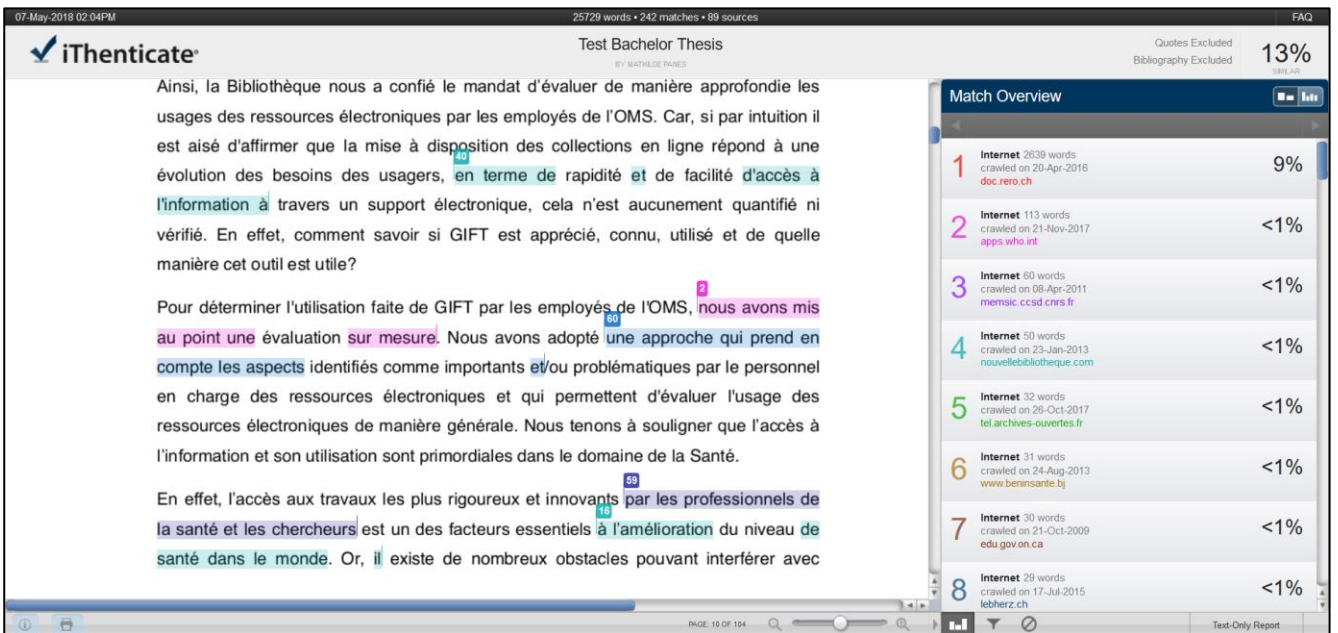 07-May-2018 02:04PM
25729 words • 242 matches • 89 sources
FAQ
iThenticate®
Test Bachelor Thesis
BY MATHILDE PANES
Quotes Excluded
Bibliography Excluded
13%
SIMILAR
Ainsi, la Bibliothèque nous a confié le mandat d'évaluer de manière approfondie les
usages des ressources électroniques par les employés de l'OMS. Car, si par intuition il
est aisé d'affirmer que la mise à disposition des collections en ligne répond à une
40
évolution des besoins des usagers, en terme de rapidité et de facilité d'accès à
l'information à travers un support électronique, cela n'est aucunement quantifié ni
vérifié. En effet, comment savoir si GIFT est apprécié, connu, utilisé et de quelle
manière cet outil est utile?
2
Pour déterminer l'utilisation faite de GIFT par les employés de l'OMS, nous avons mis
60
au point une évaluation sur mesure. Nous avons adopté une approche qui prend en
compte les aspects identifiés comme importants et/ou problématiques par le personnel
en charge des ressources électroniques et qui permettent d'évaluer l'usage des
ressources électroniques de manière générale. Nous tenons à souligner que l'accès à
l'information et son utilisation sont primordiales dans le domaine de la Santé.
59
En effet, l'accès aux travaux les plus rigoureux et innovants par les professionnels de
16
la santé et les chercheurs est un des facteurs essentiels à l'amélioration du niveau de
santé dans le monde. Or, il existe de nombreux obstacles pouvant interférer avec
Match Overview
1
Internet 2639 words
crawled on 20-Apr-2016
doc.rero.ch
9%
2
Internet 113 words
crawled on 21-Nov-2017
apps.who.int
<1%
3
Internet 60 words
crawled on 08-Apr-2011
memsic.ccsd.cnrs.fr
<1%
4
Internet 50 words
crawled on 23-Jan-2013
nouvellebibliotheque.com
<1%
5
Internet 32 words
crawled on 26-Oct-2017
tel.archives-ouvertes.fr
<1%
6
Internet 31 words
crawled on 24-Aug-2013
www.beninsante.bj
<1%
7
Internet 30 words
crawled on 21-Oct-2009
edu.gov.on.ca
<1%
8
Internet 29 words
crawled on 17-Jul-2015
lebherz.ch
<1%
PAGE: 10 OF 104
Text-Only Report